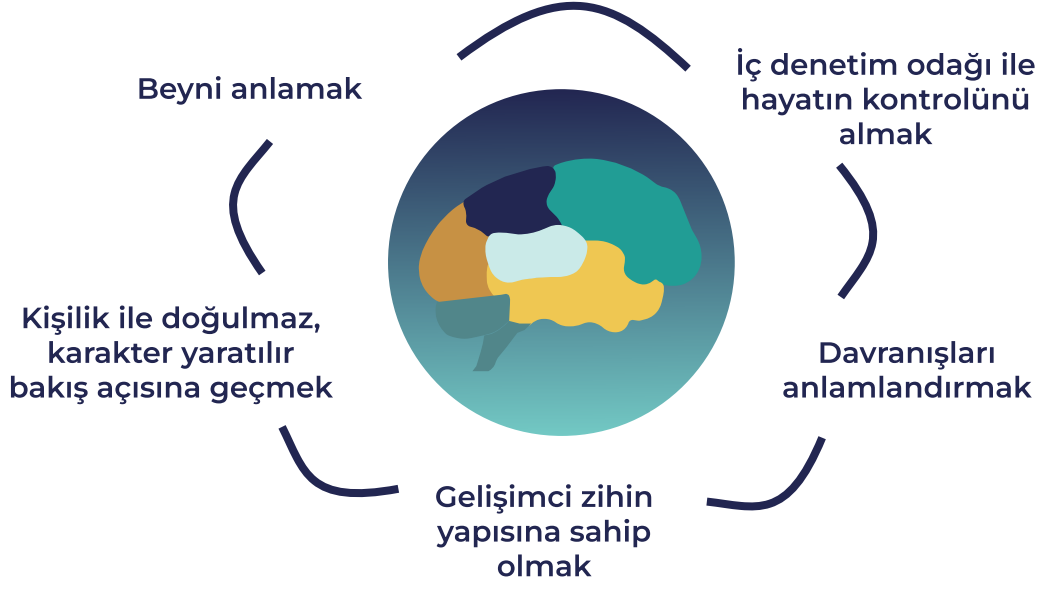 Beyni anlamak
İç denetim odağı ile
hayatın kontrolünü
almak
Kişilik ile doğulmaz,
karakter yaratılır
bakış açısına geçmek
Davranışları
anlamlandırmak
Gelişimci zihin
yapısına sahip
olmak